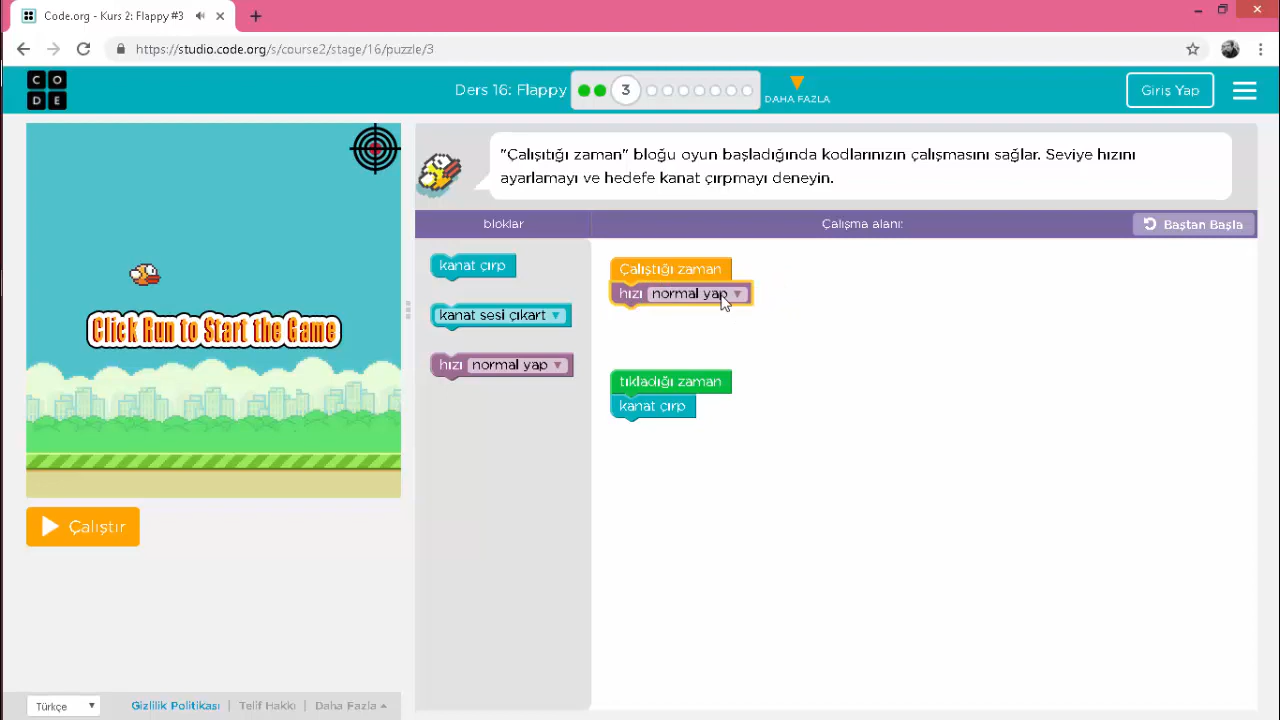 Code.org - Kurs 2: Flappy #3
https://studio.code.org/s/course2/stage/16/puzzle/3
C O
D E
Ders 16: Flappy
3
DAHA FAZLA
Giriş Yap
"Çalışıtığı zaman" bloğu oyun başladığında kodlarınızın çalışmasını sağlar. Seviye hızını
ayarlamayı ve hedefe kanat çırpmayı deneyin.
bloklar
Çalışma alanı:
Baştan Başla
kanat çırp
kanat sesi çıkart
hızı normal yap
Çalıştığı zaman
hızı normal yap
tıkladığı zaman
kanat çırp
Click Run to Start the Game
Çalıştır
Türkçe
Gizlilik Politikası
Telif Hakkı
Daha Fazla